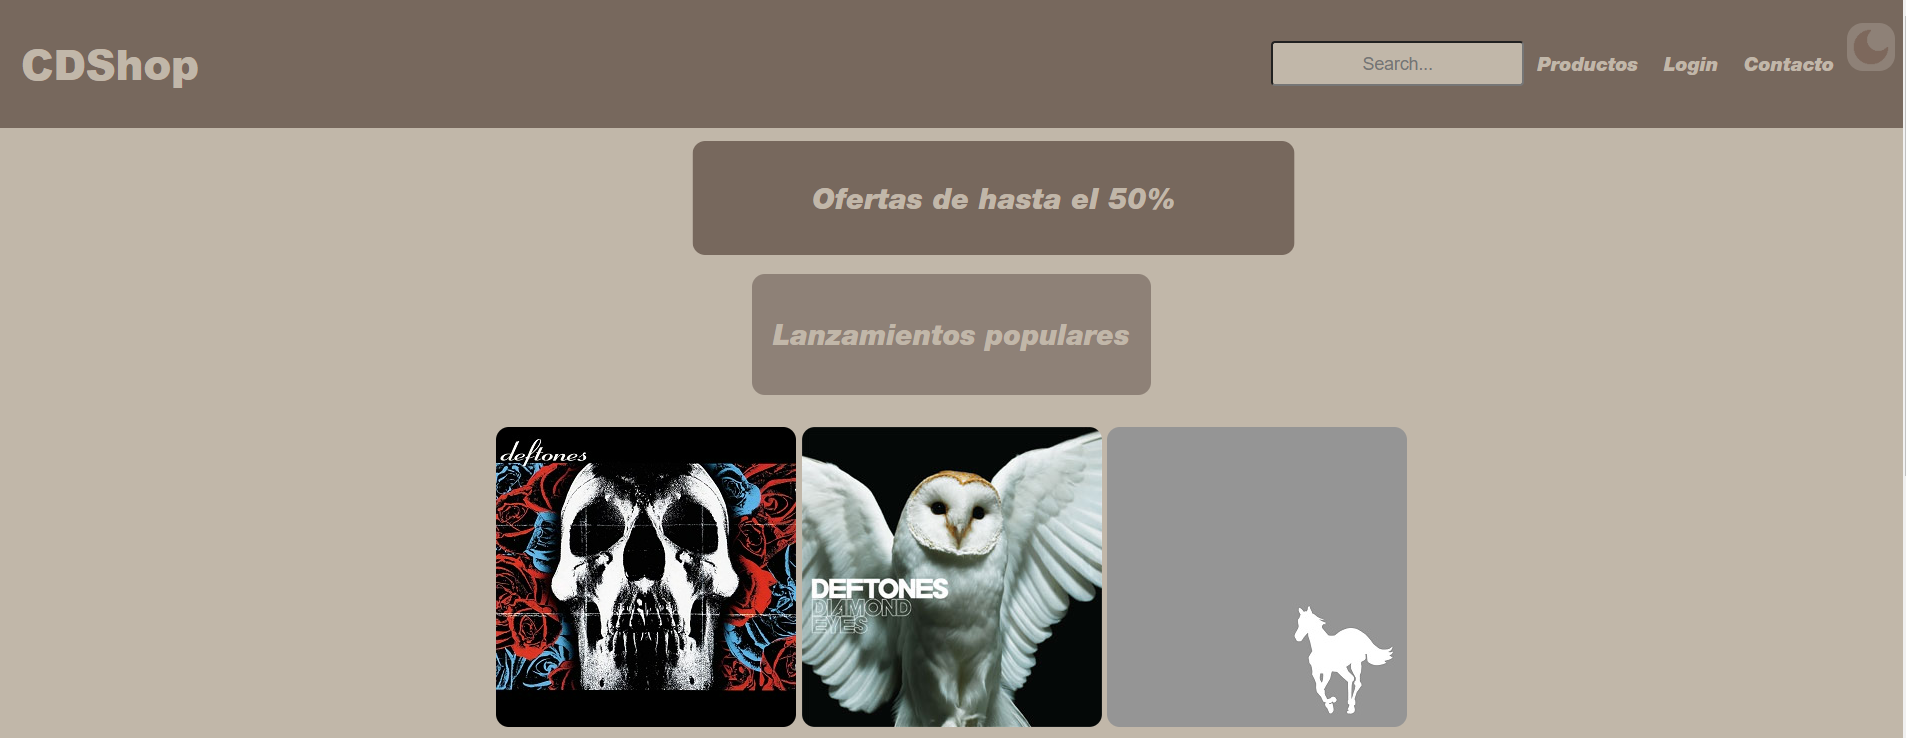 CDShop
Search...
Productos
Login
Contacto
Ofertas de hasta el 50%
Lanzamientos populares
deftones
DEFTONES
DIAMOND
EYES